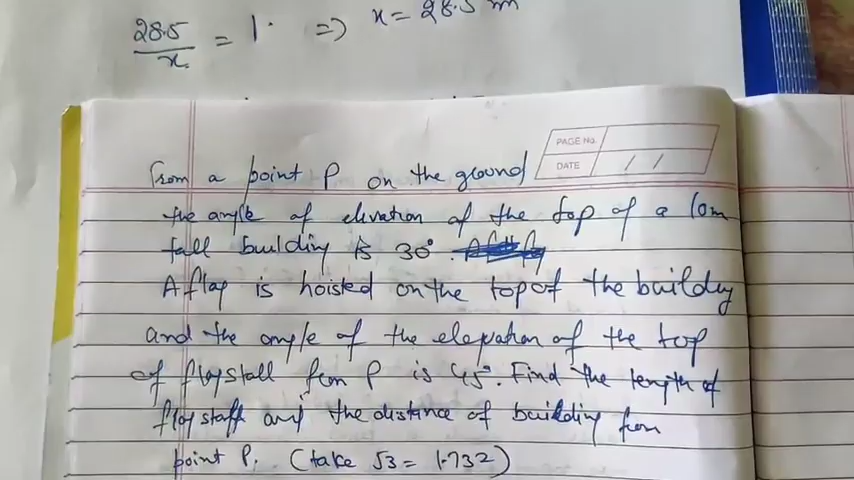 28.5 / x = 1 ⇒ x = 28.5 m
PAGE No.
DATE / /
From a point P on the ground
the angle of elevation of the top of a 10m
tall building is 30°.
A flag is hoisted on the top of the building
and the angle of the elevation of the top
of flagstaff from P is 45°. Find the length of
flag staff and the distance of building from
point P. (take √3 = 1.732)